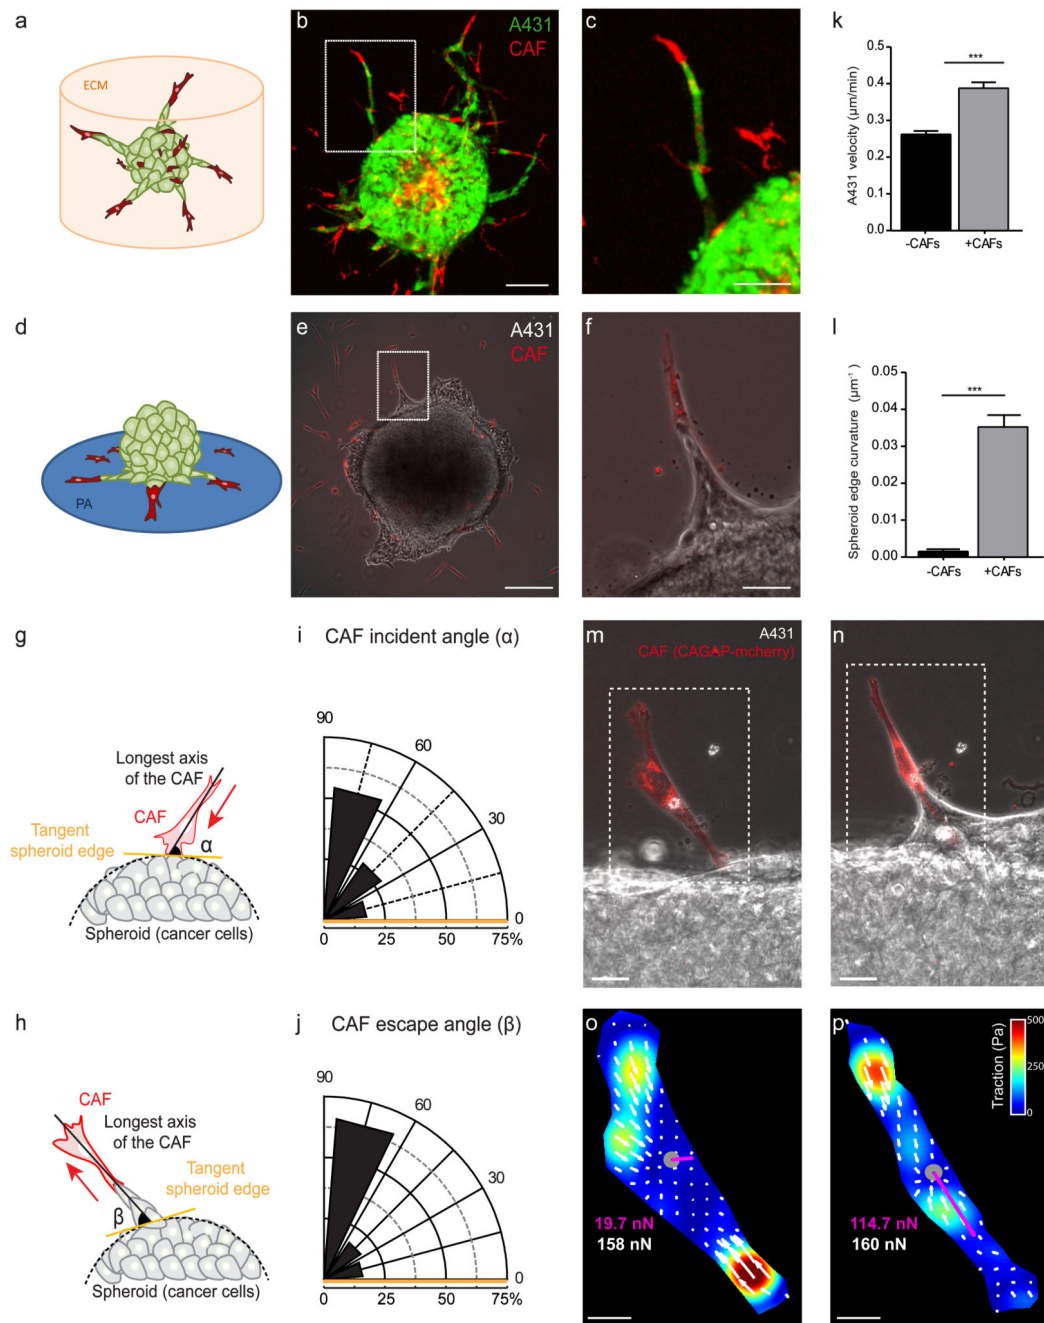 a
ECM
b
A431
CAF
c
k
A431 velocity (μm/min)
0.5
0.4
0.3
0.2
0.1
0.0
***
-CAFs
+CAFs
d
PA
e
A431
CAF
f
l
Spheroid edge curvature (μm⁻¹)
0.05
0.04
0.03
0.02
0.01
0.00
***
-CAFs
+CAFs
g
Longest axis
of the CAF
CAF
Tangent
spheroid edge
α
Spheroid (cancer cells)
i
CAF incident angle (α)
90
60
30
0
0
25
50
75%
m
A431
CAF (CAGAP-mcherry)
n
h
CAF
Longest axis
of the CAF
Tangent
spheroid edge
β
Spheroid (cancer cells)
j
CAF escape angle (β)
90
60
30
0
0
25
50
75%
o
19.7 nN
158 nN
p
Traction (Pa)
500
250
0
114.7 nN
160 nN